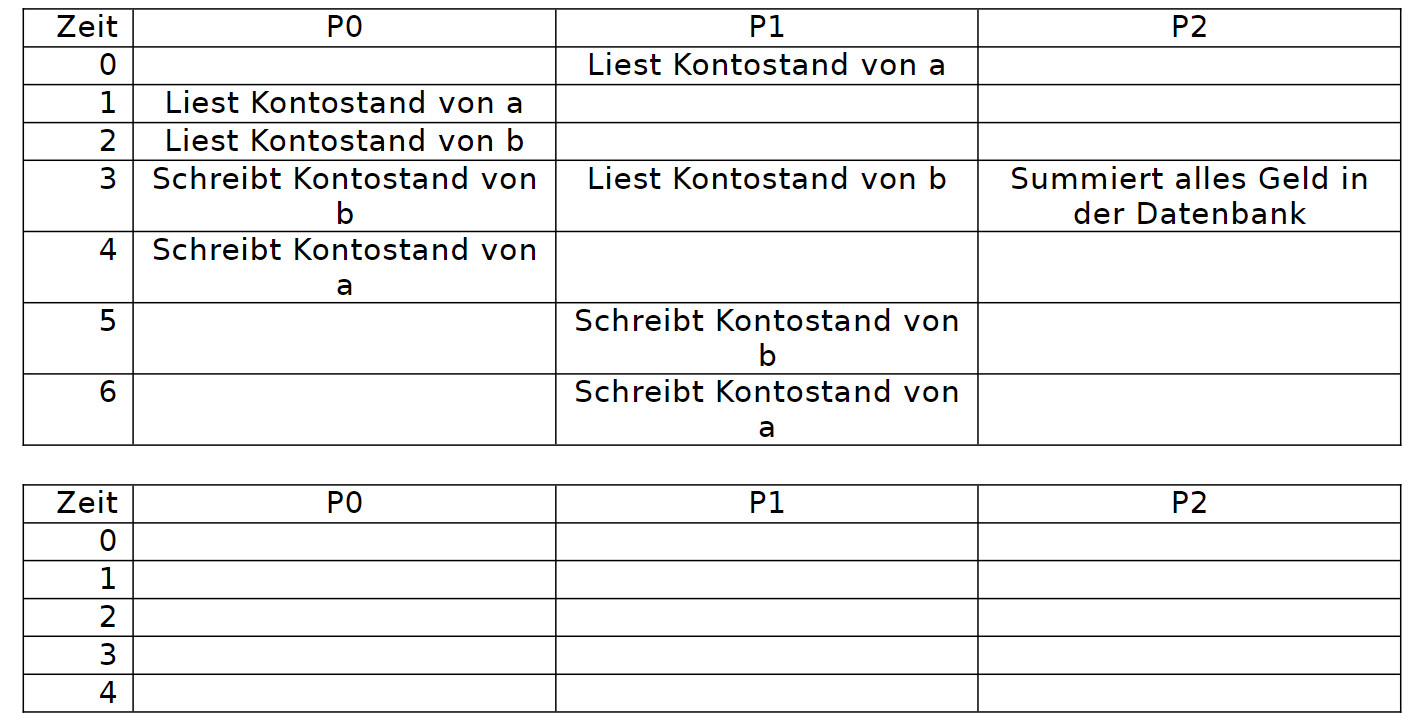 Zeit P0 P1 P2
0 Liest Kontostand von a
1 Liest Kontostand von a
2 Liest Kontostand von b
3 Schreibt Kontostand von b Liest Kontostand von b Summiert alles Geld in der Datenbank
4 Schreibt Kontostand von a
5 Schreibt Kontostand von b
6 Schreibt Kontostand von a
Zeit P0 P1 P2
0
1
2
3
4